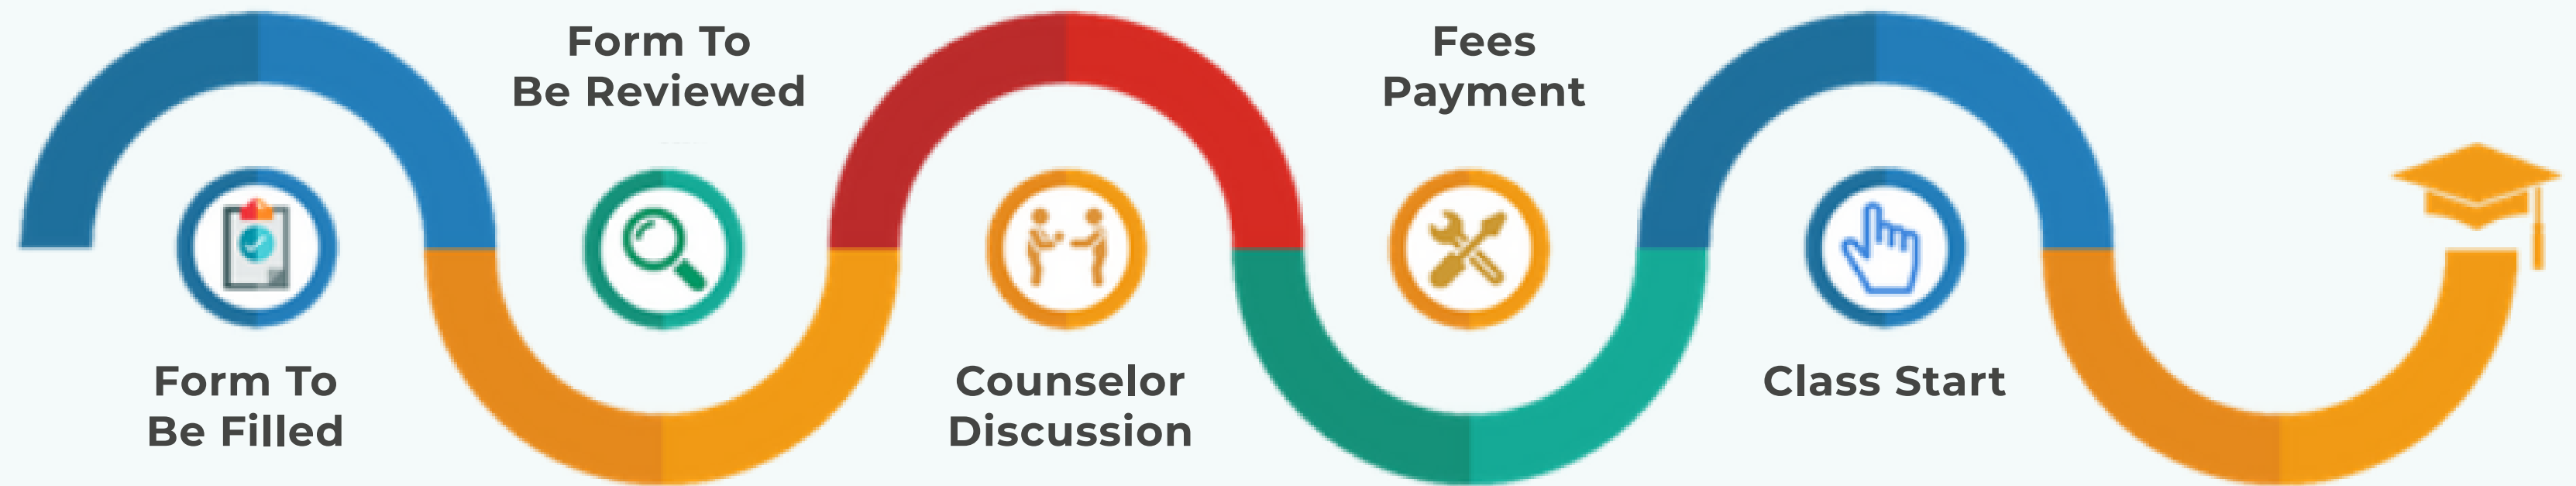 Form To
Be Filled
Form To
Be Reviewed
Counselor
Discussion
Fees
Payment
Class Start